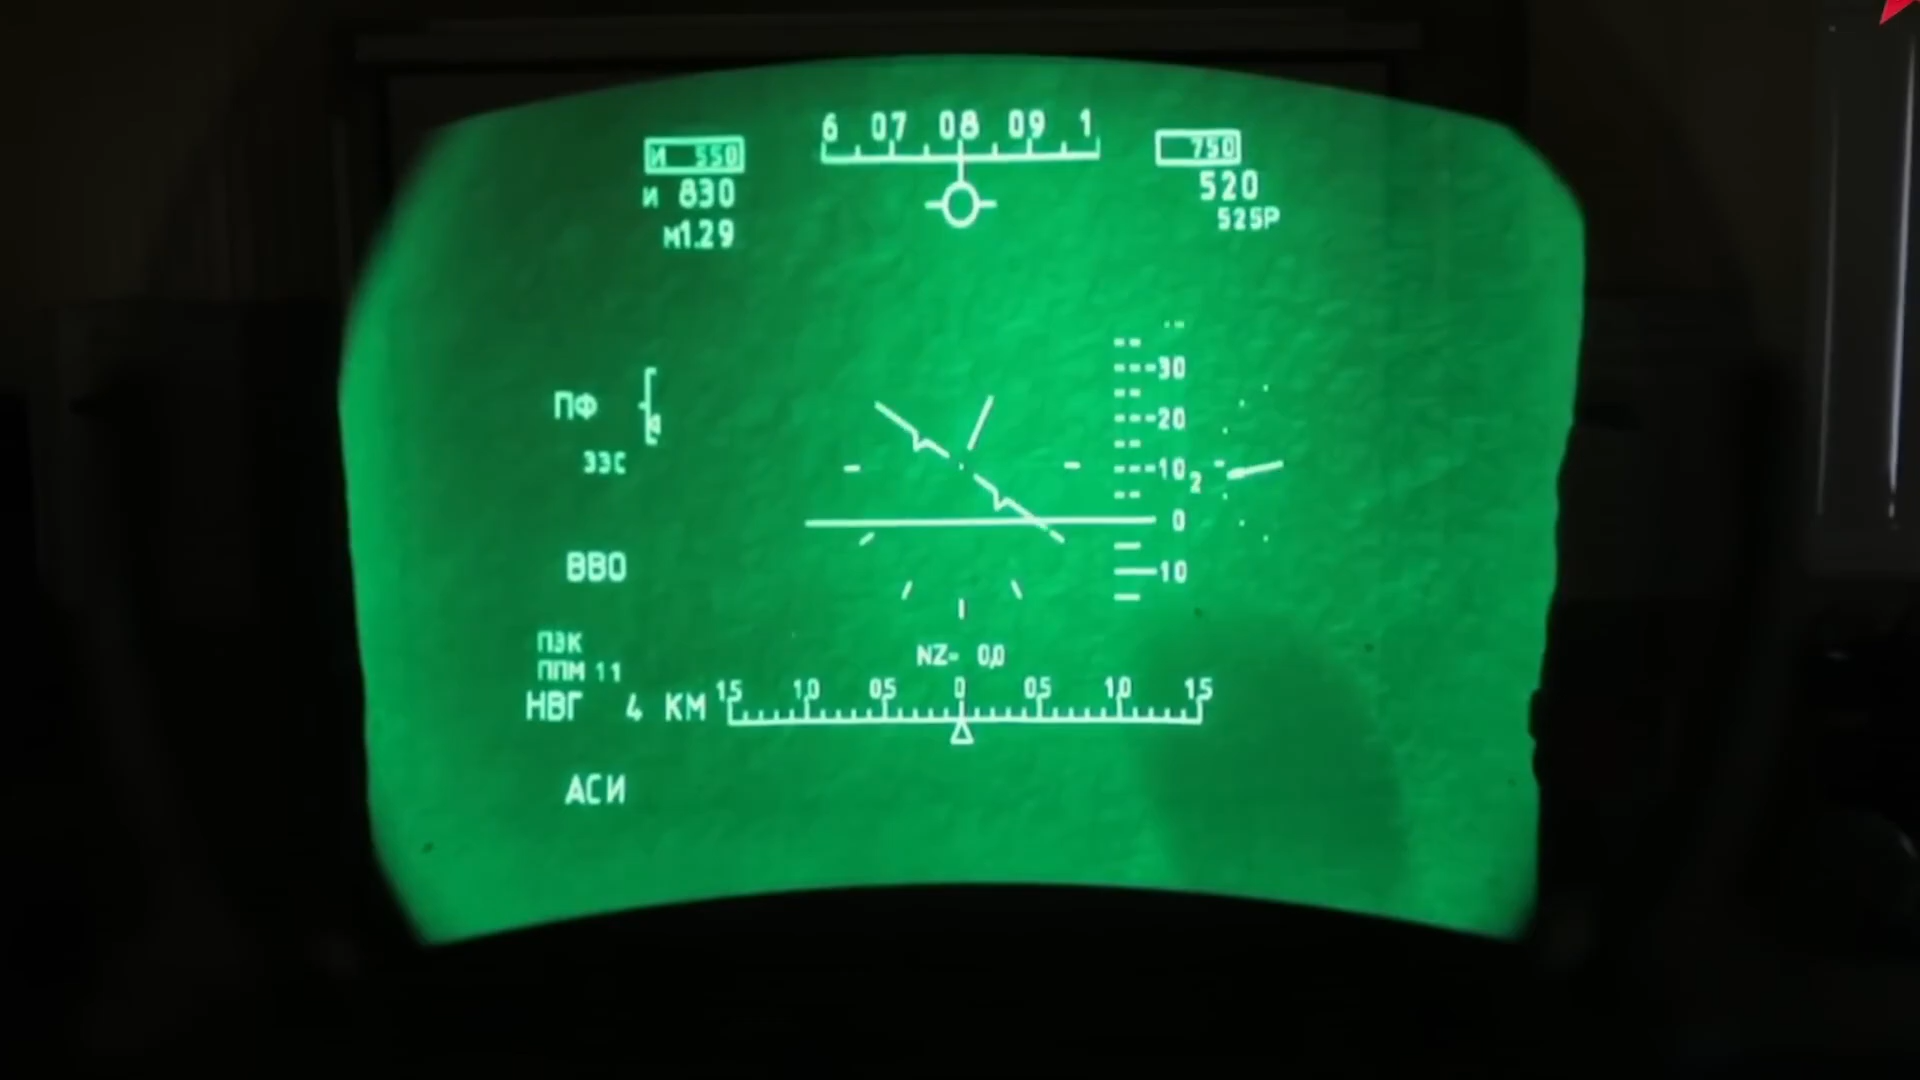 6 07 08 09 1
И 550
И 830
М1.29
750
520
525Р
ПФ
ЗЗС
30
20
10
2
0
10
ВВО
ПЗК
ППМ 11
НВГ 4 КМ
NZ= 0,0
1,5 1,0 0,5 0 0,5 1,0 1,5
АСИ